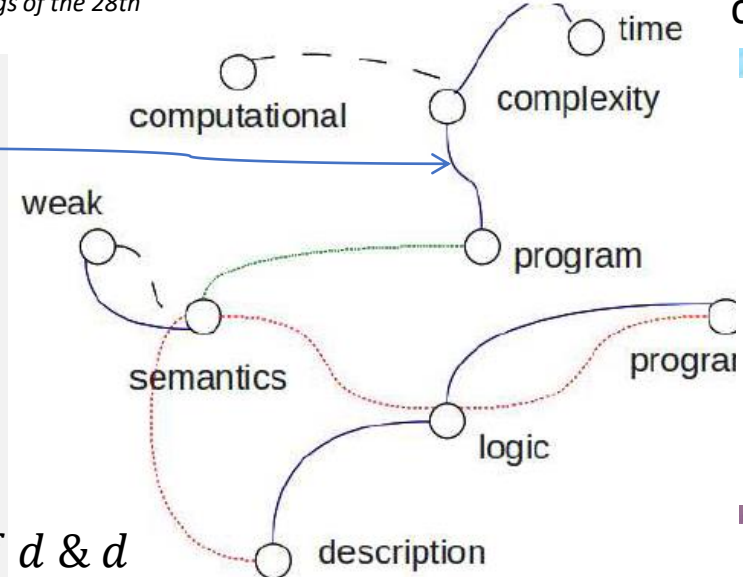 gs of the 28th
time
computational
complexity
weak
program
semantics
progra
logic
d & d
description